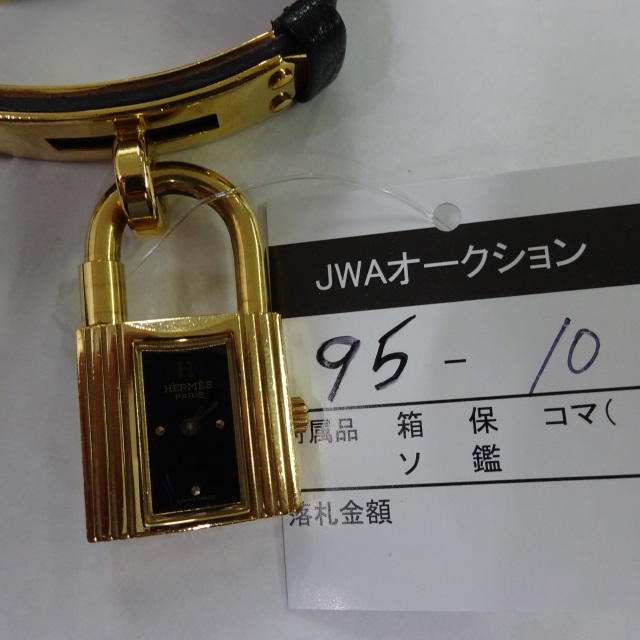 H
HERMES
PARIS
JWAオークション
95 - 10
属品 箱 保 コマ(
ソ 鑑
落札金額